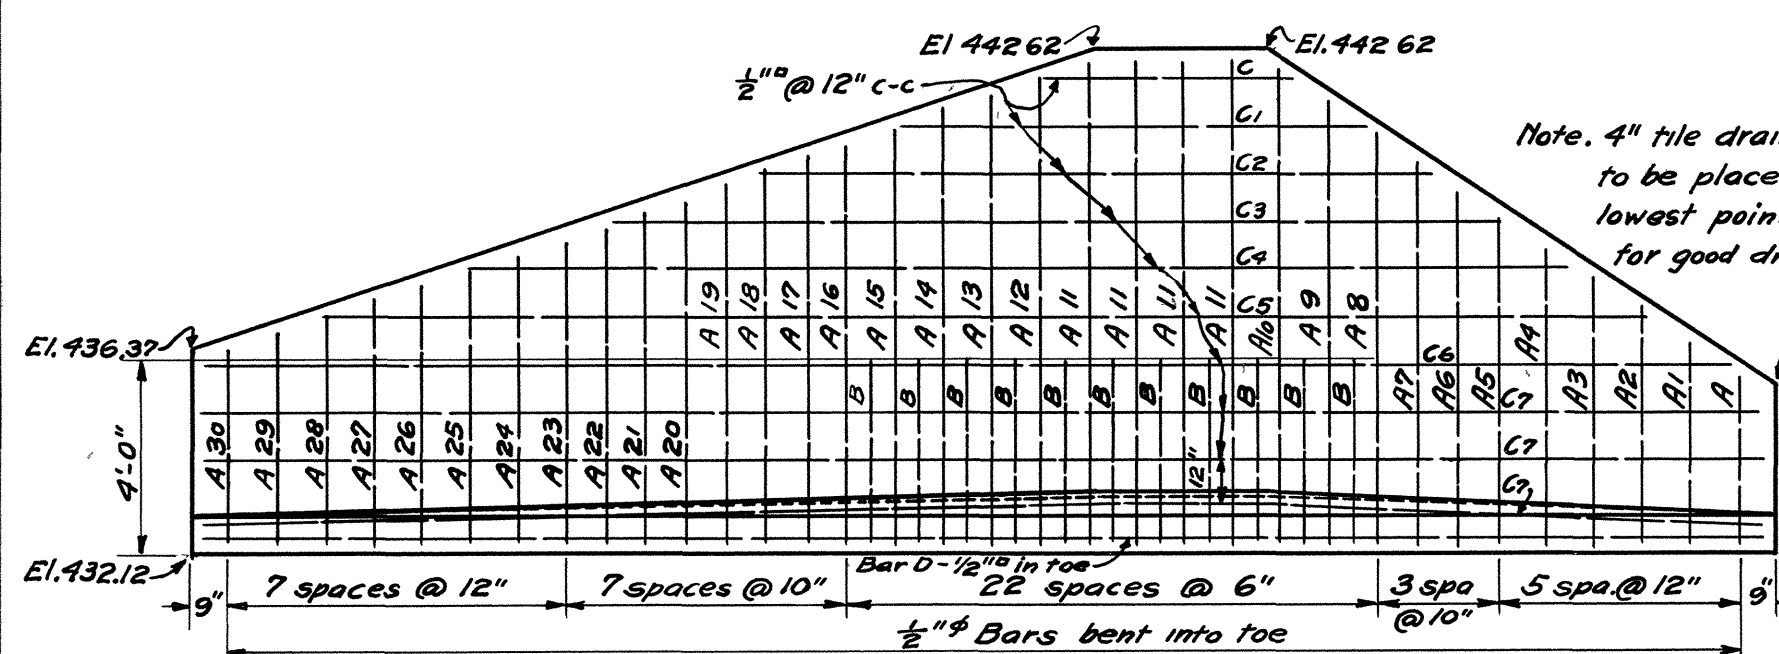 El 442 62
El. 442 62
½"□ @ 12" c-c
C
C1
Note. 4" tile drai
C2
to be place
C3
lowest poin
C4
for good d
A 19 A 18 A 17 A 16 A 15 A 14 A 13 A 12 A 11 A 11 A 11 A 11 A10 A 9 A 8
C5
A4
El. 436.37
C6
B B B B B B B B B B B
A7 A6 A5 A3 A2 A1 A
C7
4'-0"
A 30 A 29 A 28 A 27 A 26 A 25 A 24 A 23 A 22 A 21 A 20
C7
12"
C7
El. 432.12
Bar D - ½"□ in toe
9"
7 spaces @ 12"
7 spaces @ 10"
22 spaces @ 6"
3 spa
@ 10"
5 spa. @ 12"
9"
½"ϕ Bars bent into toe